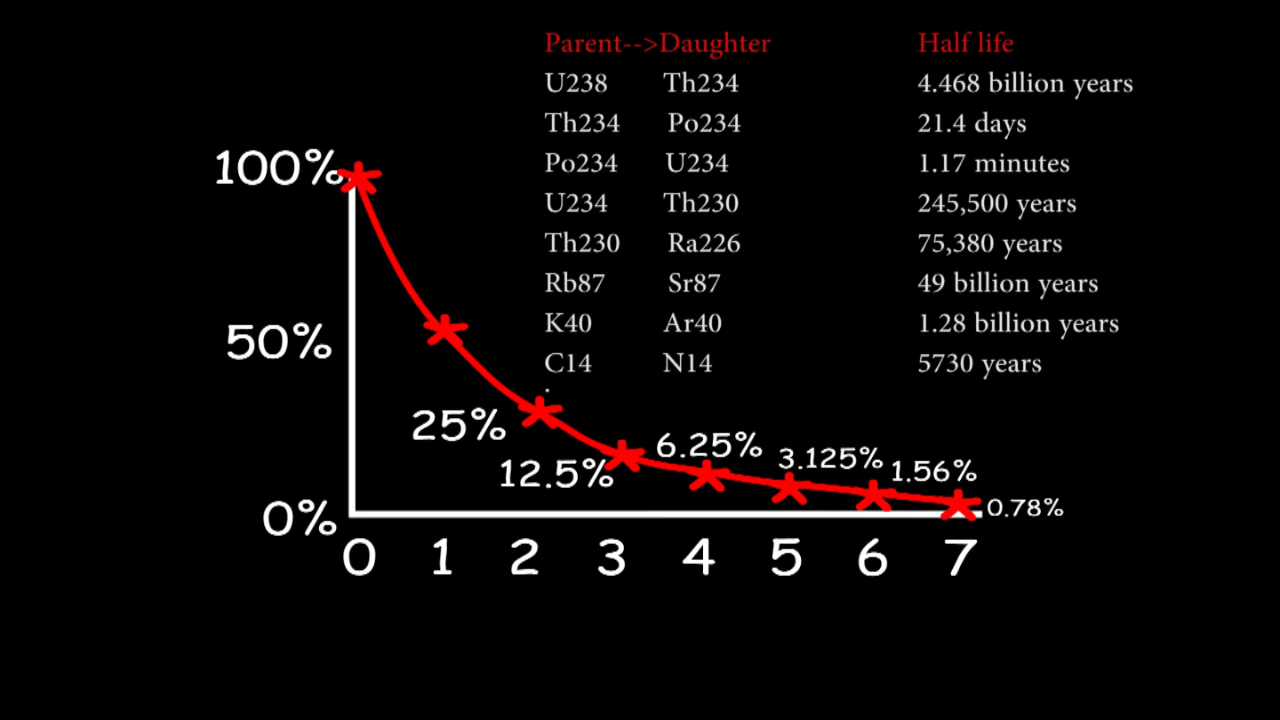 Parent-->Daughter Half life
U238 Th234 4.468 billion years
Th234 Po234 21.4 days
Po234 U234 1.17 minutes
U234 Th230 245,500 years
Th230 Ra226 75,380 years
Rb87 Sr87 49 billion years
K40 Ar40 1.28 billion years
C14 N14 5730 years
.
100%
50%
25%
12.5%
6.25%
3.125%
1.56%
0.78%
0%
0 1 2 3 4 5 6 7